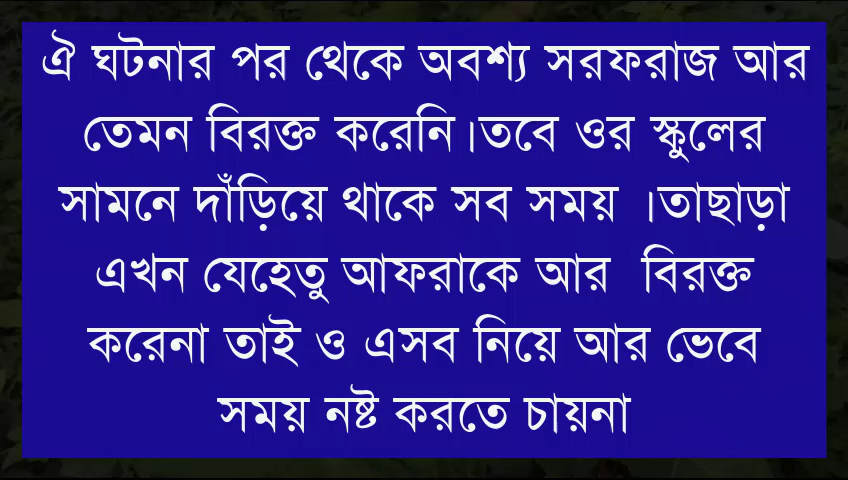 ঐ ঘটনার পর থেকে অবশ্য সরফরাজ আর
তেমন বিরক্ত করেনি।তবে ওর স্কুলের
সামনে দাঁড়িয়ে থাকে সব সময় ।তাছাড়া
এখন যেহেতু আফরাকে আর বিরক্ত
করেনা তাই ও এসব নিয়ে আর ভেবে
সময় নষ্ট করতে চায়না